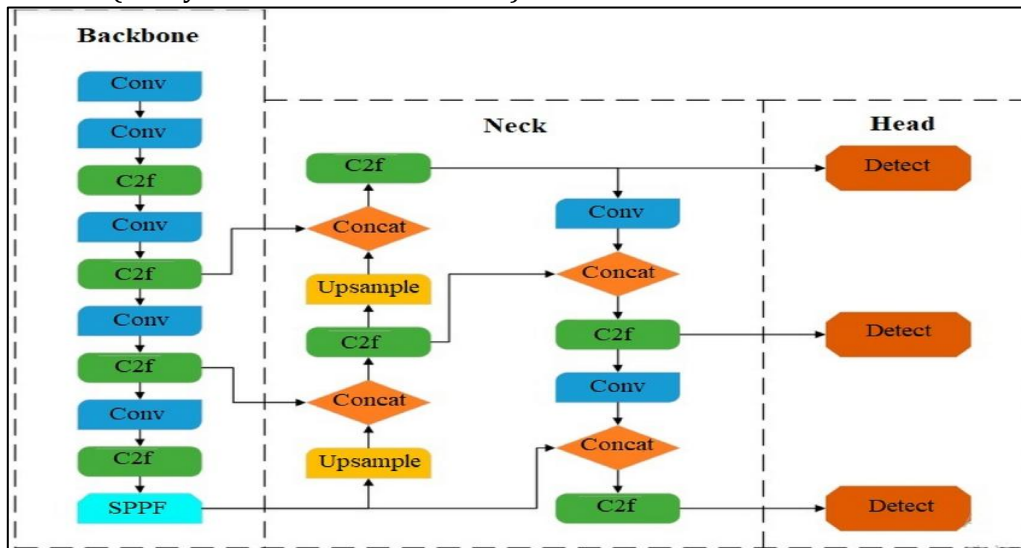 Backbone
Conv
Conv
C2f
Conv
C2f
Conv
C2f
Conv
C2f
SPPF
Neck
C2f
Concat
Upsample
C2f
Concat
Upsample
Conv
Concat
C2f
Conv
Concat
C2f
Head
Detect
Detect
Detect